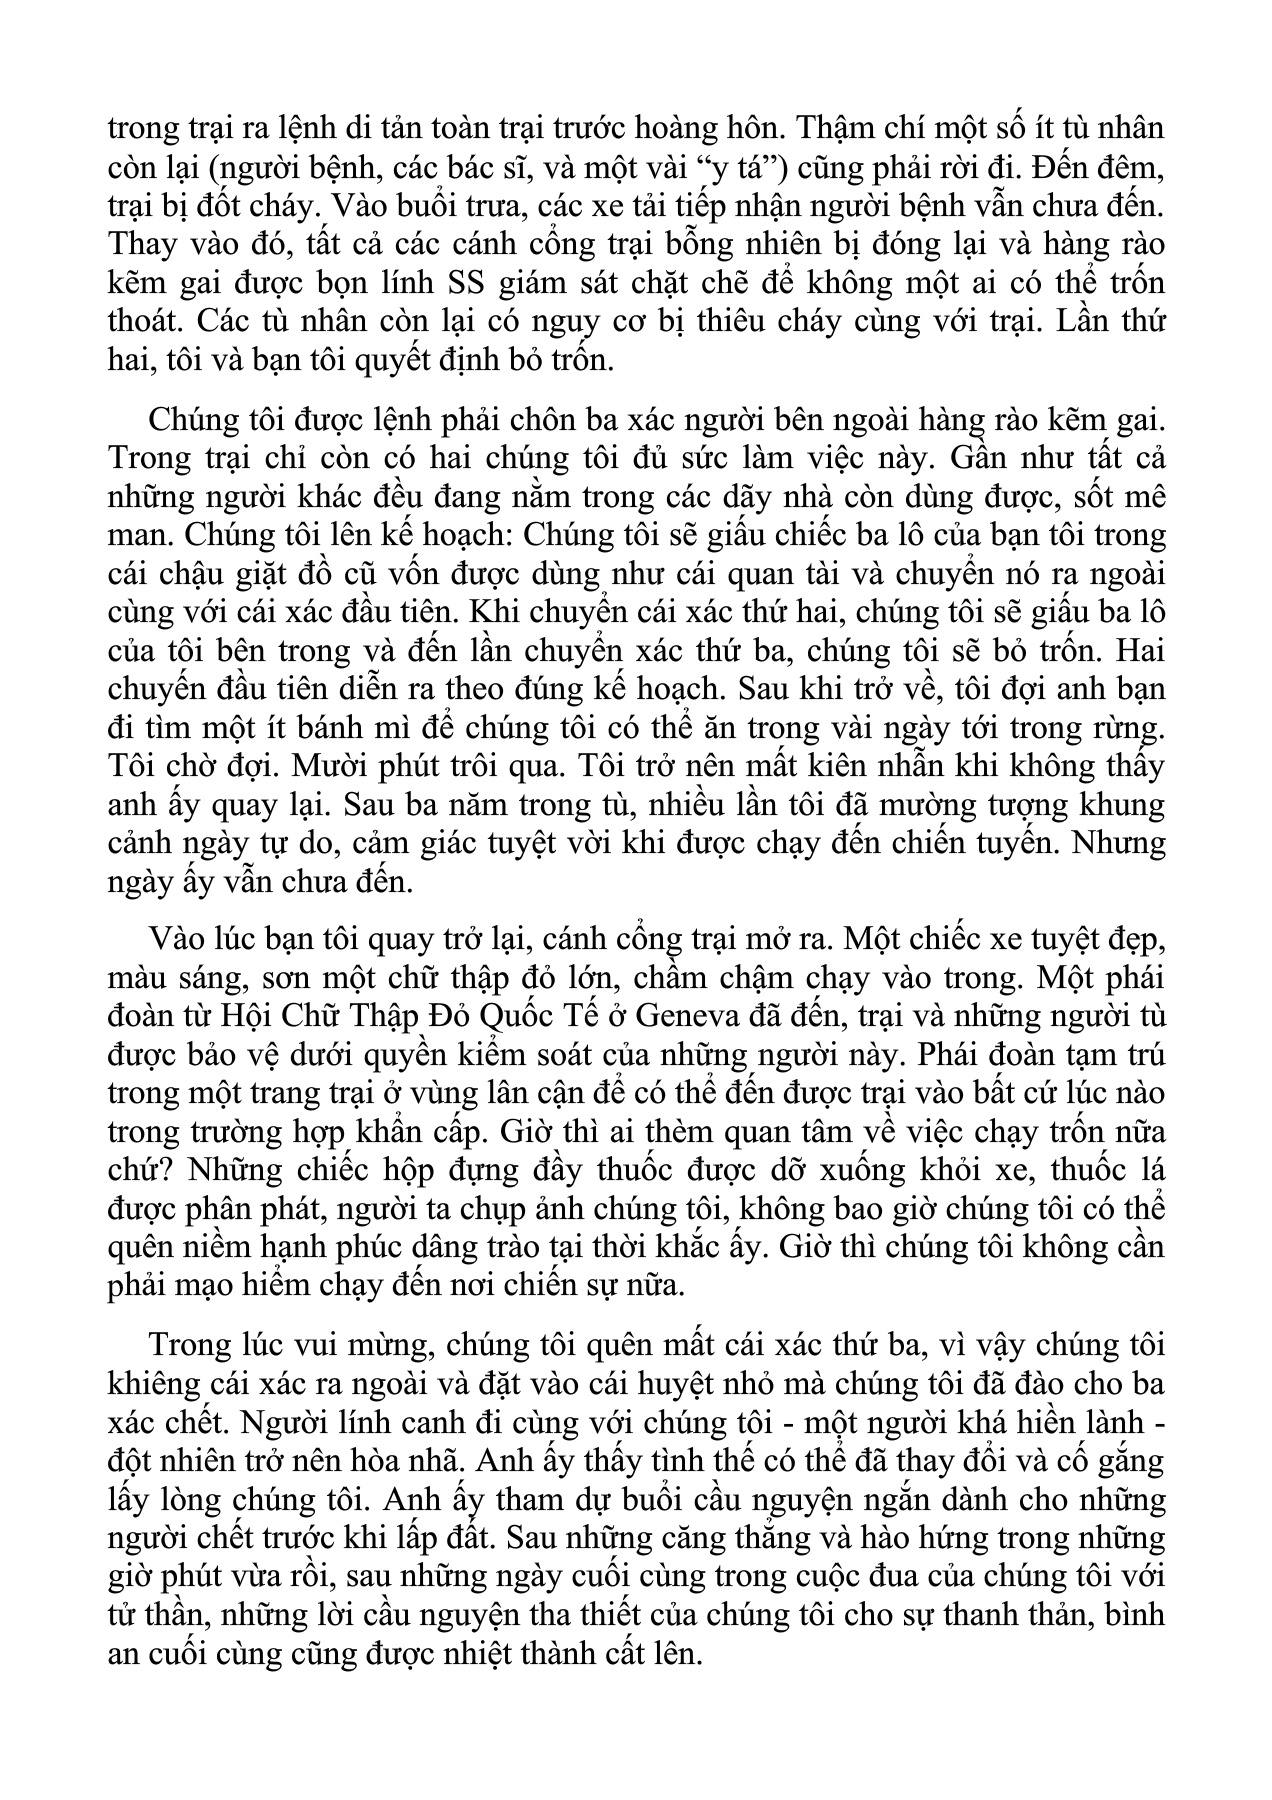 trong trại ra lệnh di tản toàn trại trước hoàng hôn. Thậm chí một số ít tù nhân
còn lại (người bệnh, các bác sĩ, và một vài “y tá”) cũng phải rời đi. Đến đêm,
trại bị đốt cháy. Vào buổi trưa, các xe tải tiếp nhận người bệnh vẫn chưa đến.
Thay vào đó, tất cả các cánh cổng trại bỗng nhiên bị đóng lại và hàng rào
kẽm gai được bọn lính SS giám sát chặt chẽ để không một ai có thể trốn
thoát. Các tù nhân còn lại có nguy cơ bị thiêu cháy cùng với trại. Lần thứ
hai, tôi và bạn tôi quyết định bỏ trốn.
Chúng tôi được lệnh phải chôn ba xác người bên ngoài hàng rào kẽm gai.
Trong trại chỉ còn có hai chúng tôi đủ sức làm việc này. Gần như tất cả
những người khác đều đang nằm trong các dãy nhà còn dùng được, sốt mê
man. Chúng tôi lên kế hoạch: Chúng tôi sẽ giấu chiếc ba lô của bạn tôi trong
cái chậu giặt đồ cũ vốn được dùng như cái quan tài và chuyển nó ra ngoài
cùng với cái xác đầu tiên. Khi chuyển cái xác thứ hai, chúng tôi sẽ giấu ba lô
của tôi bên trong và đến lần chuyển xác thứ ba, chúng tôi sẽ bỏ trốn. Hai
chuyến đầu tiên diễn ra theo đúng kế hoạch. Sau khi trở về, tôi đợi anh bạn
đi tìm một ít bánh mì để chúng tôi có thể ăn trong vài ngày tới trong rừng.
Tôi chờ đợi. Mười phút trôi qua. Tôi trở nên mất kiên nhẫn khi không thấy
anh ấy quay lại. Sau ba năm trong tù, nhiều lần tôi đã mường tượng khung
cảnh ngày tự do, cảm giác tuyệt vời khi được chạy đến chiến tuyến. Nhưng
ngày ấy vẫn chưa đến.
Vào lúc bạn tôi quay trở lại, cánh cổng trại mở ra. Một chiếc xe tuyệt đẹp,
màu sáng, sơn một chữ thập đỏ lớn, chầm chậm chạy vào trong. Một phái
đoàn từ Hội Chữ Thập Đỏ Quốc Tế ở Geneva đã đến, trại và những người tù
được bảo vệ dưới quyền kiểm soát của những người này. Phái đoàn tạm trú
trong một trang trại ở vùng lân cận để có thể đến được trại vào bất cứ lúc nào
trong trường hợp khẩn cấp. Giờ thì ai thèm quan tâm về việc chạy trốn nữa
chứ? Những chiếc hộp đựng đầy thuốc được dỡ xuống khỏi xe, thuốc lá
được phân phát, người ta chụp ảnh chúng tôi, không bao giờ chúng tôi có thể
quên niềm hạnh phúc dâng trào tại thời khắc ấy. Giờ thì chúng tôi không cần
phải mạo hiểm chạy đến nơi chiến sự nữa.
Trong lúc vui mừng, chúng tôi quên mất cái xác thứ ba, vì vậy chúng tôi
khiêng cái xác ra ngoài và đặt vào cái huyệt nhỏ mà chúng tôi đã đào cho ba
xác chết. Người lính canh đi cùng với chúng tôi - một người khá hiền lành -
đột nhiên trở nên hòa nhã. Anh ấy thấy tình thế có thể đã thay đổi và cố gắng
lấy lòng chúng tôi. Anh ấy tham dự buổi cầu nguyện ngắn dành cho những
người chết trước khi lấp đất. Sau những căng thẳng và hào hứng trong những
giờ phút vừa rồi, sau những ngày cuối cùng trong cuộc đua của chúng tôi với
tử thần, những lời cầu nguyện tha thiết của chúng tôi cho sự thanh thản, bình
an cuối cùng cũng được nhiệt thành cất lên.